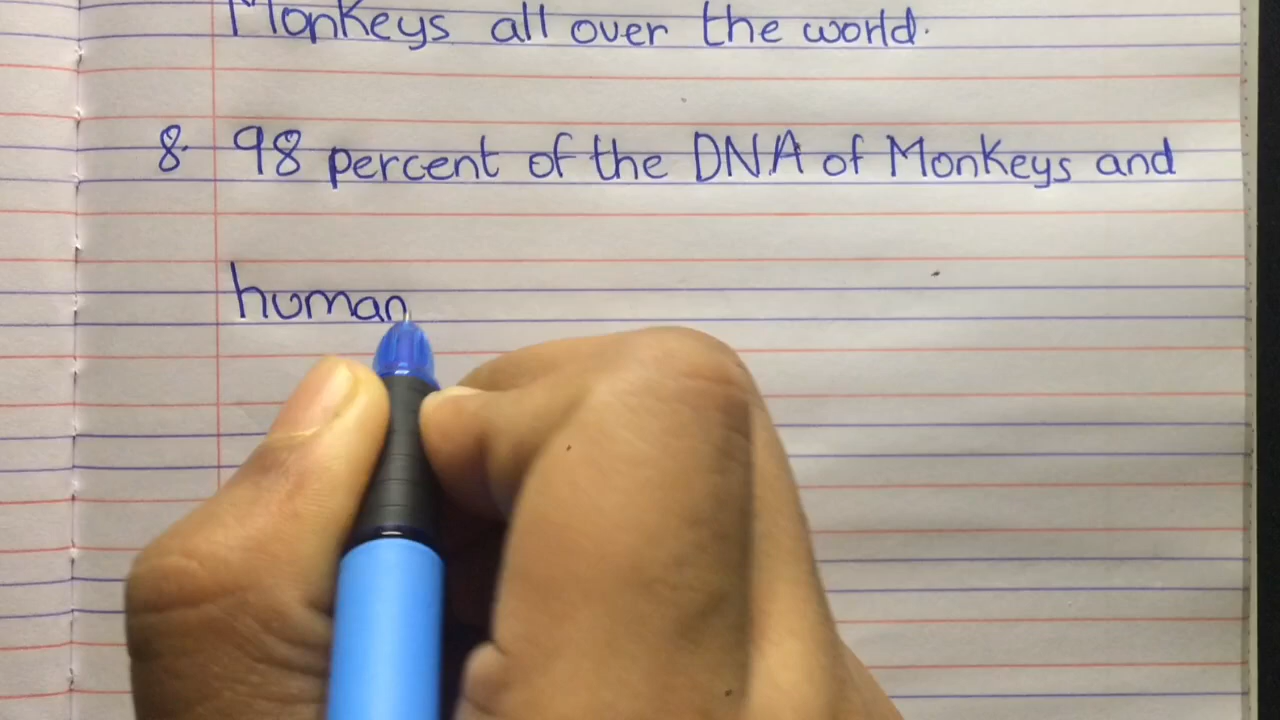 Monkeys all over the world.
8. 98 percent of the DNA of Monkeys and
human